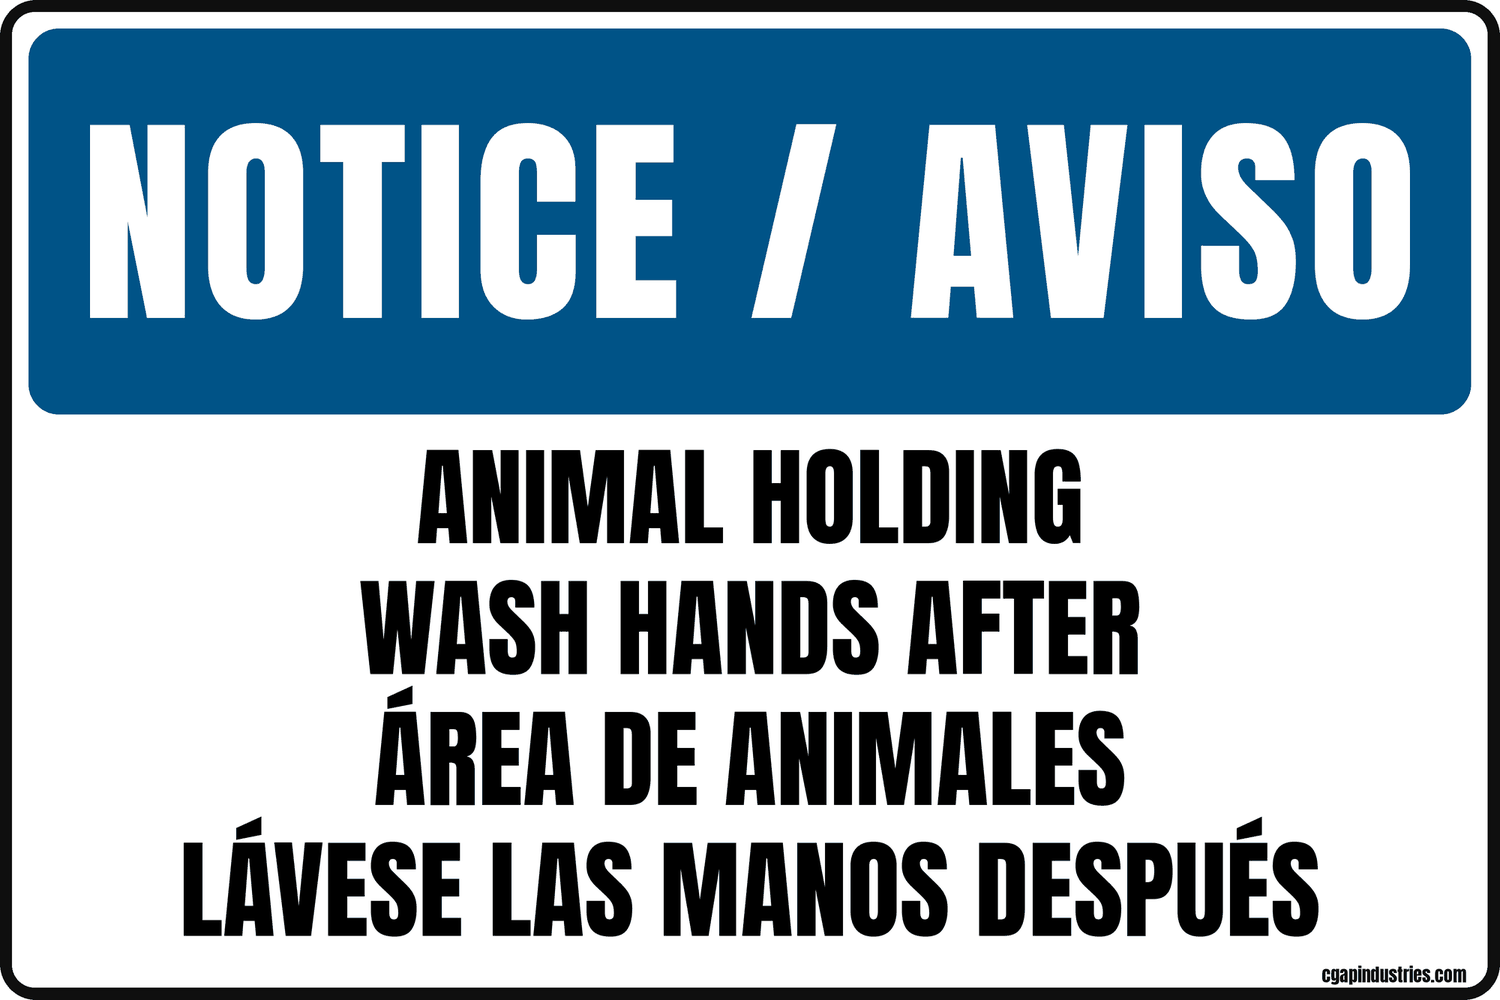 NOTICE / AVISO
ANIMAL HOLDING
WASH HANDS AFTER
ÁREA DE ANIMALES
LÁVESE LAS MANOS DESPUÉS
cgapindustries.com